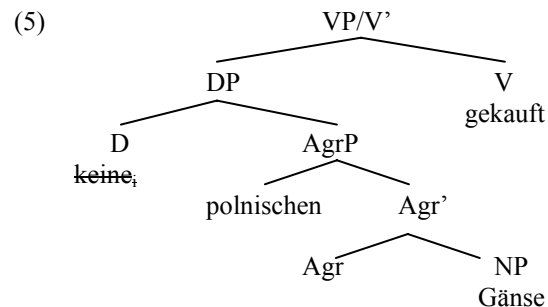 (5) VP/V’
DP V
gekauft
D AgrP
keineᵢ
polnischen Agr’
Agr NP
Gänse